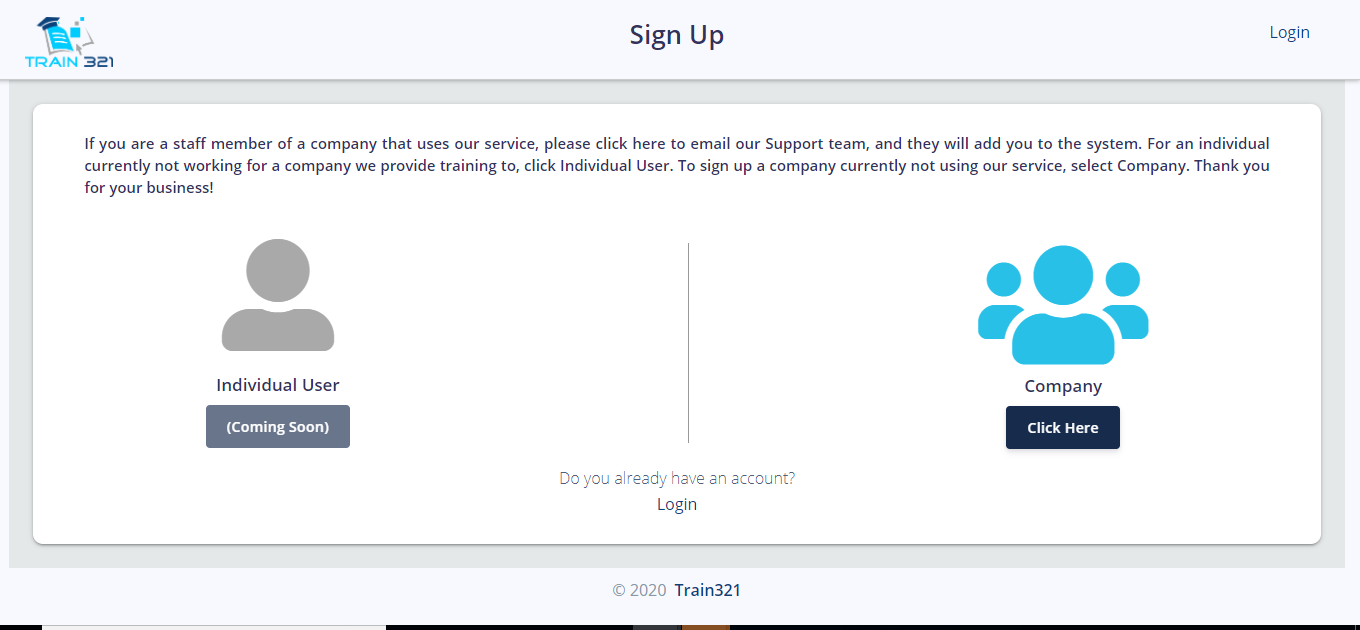 TRAIN 321
Sign Up
Login
If you are a staff member of a company that uses our service, please click here to email our Support team, and they will add you to the system. For an individual
currently not working for a company we provide training to, click Individual User. To sign up a company currently not using our service, select Company. Thank you
for your business!
Individual User
(Coming Soon)
Company
Click Here
Do you already have an account?
Login
© 2020 Train321